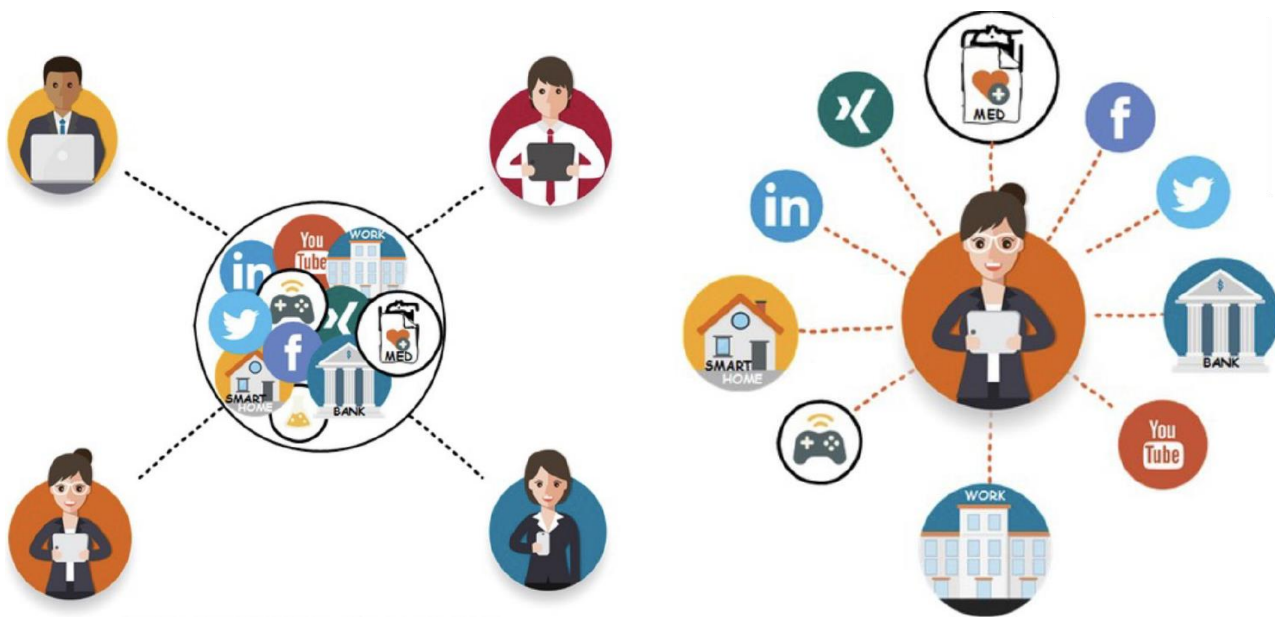 You
Tube
WORK
in
f
MED
SMART
HOME
$
BANK
MED
f
in
SMART
HOME
$
BANK
You
Tube
WORK